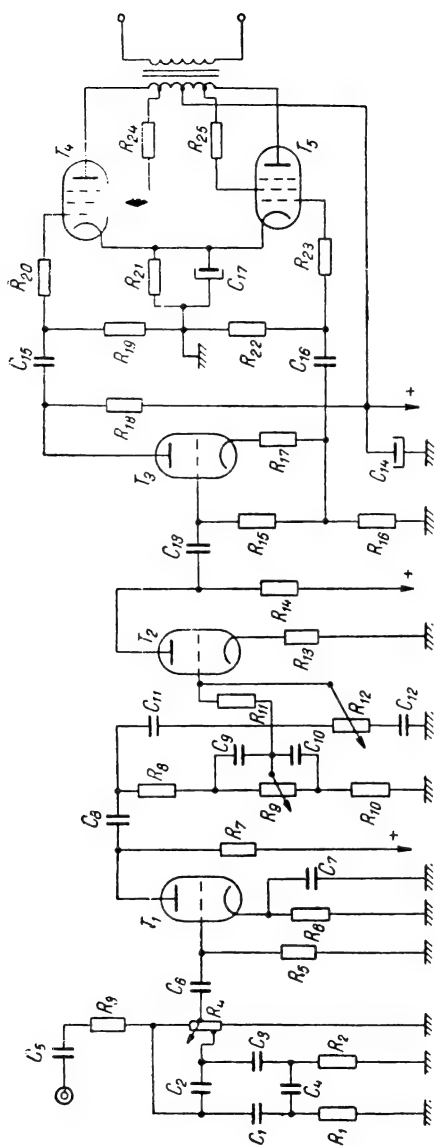 C5
R3
C2
C1
C3
C4
R1
R2
R4
C6
R5
T1
R6
C7
R7
+
C8
R8
C9
R9
C10
R10
C11
R11
R12
C12
T2
R13
R14
+
C13
T3
R15
R16
R17
R18
+
C14
C15
R19
R22
C16
R20
R21
C17
R23
T4
R24
R25
T5